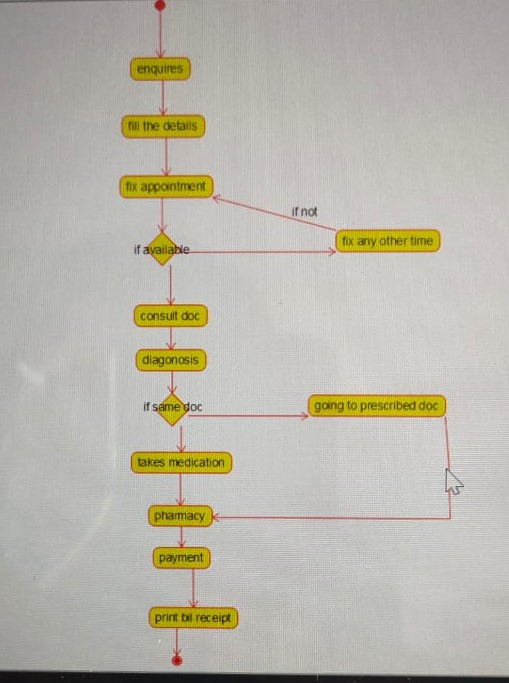 enquires
fill the details
fix appointment
if not
fix any other time
if available
consult doc
diagonosis
if same doc
going to prescribed doc
takes medication
pharmacy
payment
print bil receipt